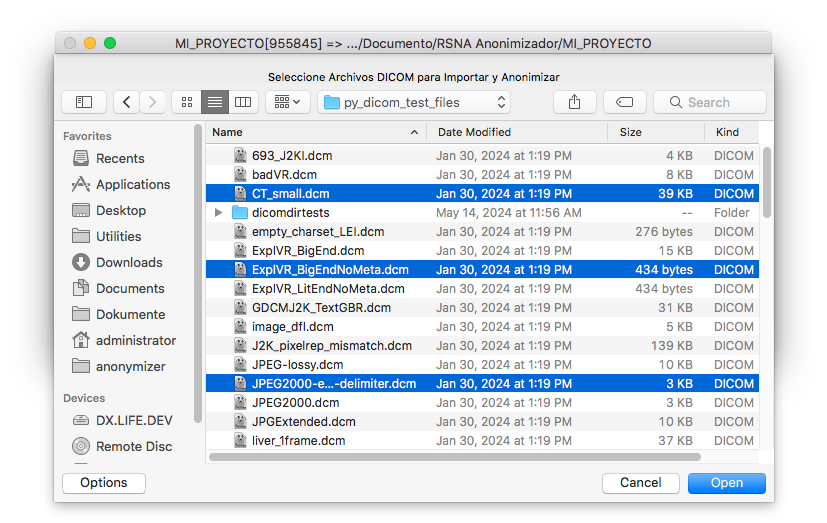 MI_PROYECTO[955845] => .../Documento/RSNA Anonimizador/MI_PROYECTO
Seleccione Archivos DICOM para Importar y Anonimizar
py_dicom_test_files
Search
Favorites
Recents
Applications
Desktop
Utilities
Downloads
Documents
Dokumente
administrator
anonymizer
Devices
DX.LIFE.DEV
Remote Disc
Name Date Modified Size Kind
693_J2KI.dcm Jan 30, 2024 at 1:19 PM 4 KB DICOM
badVR.dcm Jan 30, 2024 at 1:19 PM 8 KB DICOM
CT_small.dcm Jan 30, 2024 at 1:19 PM 39 KB DICOM
dicomdirtests May 14, 2024 at 11:56 AM -- Folder
empty_charset_LEI.dcm Jan 30, 2024 at 1:19 PM 276 bytes DICOM
ExplVR_BigEnd.dcm Jan 30, 2024 at 1:19 PM 15 KB DICOM
ExplVR_BigEndNoMeta.dcm Jan 30, 2024 at 1:19 PM 434 bytes DICOM
ExplVR_LitEndNoMeta.dcm Jan 30, 2024 at 1:19 PM 434 bytes DICOM
GDCMJ2K_TextGBR.dcm Jan 30, 2024 at 1:19 PM 31 KB DICOM
image_dfl.dcm Jan 30, 2024 at 1:19 PM 5 KB DICOM
J2K_pixelrep_mismatch.dcm Jan 30, 2024 at 1:19 PM 139 KB DICOM
JPEG-lossy.dcm Jan 30, 2024 at 1:19 PM 10 KB DICOM
JPEG2000-e...-delimiter.dcm Jan 30, 2024 at 1:19 PM 3 KB DICOM
JPEG2000.dcm Jan 30, 2024 at 1:19 PM 3 KB DICOM
JPGExtended.dcm Jan 30, 2024 at 1:19 PM 10 KB DICOM
liver_1frame.dcm Jan 30, 2024 at 1:19 PM 37 KB DICOM
Options
Cancel
Open